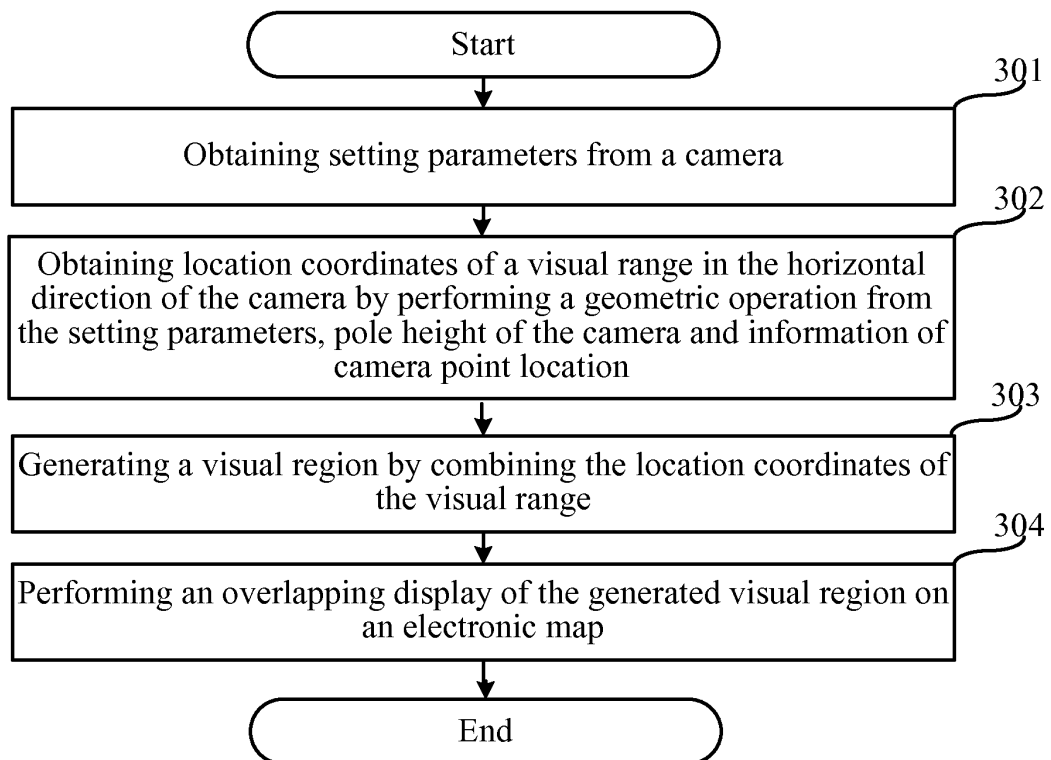 Start
301
Obtaining setting parameters from a camera
302
Obtaining location coordinates of a visual range in the horizontal
direction of the camera by performing a geometric operation from
the setting parameters, pole height of the camera and information of
camera point location
303
Generating a visual region by combining the location coordinates of
the visual range
304
Performing an overlapping display of the generated visual region on
an electronic map
End